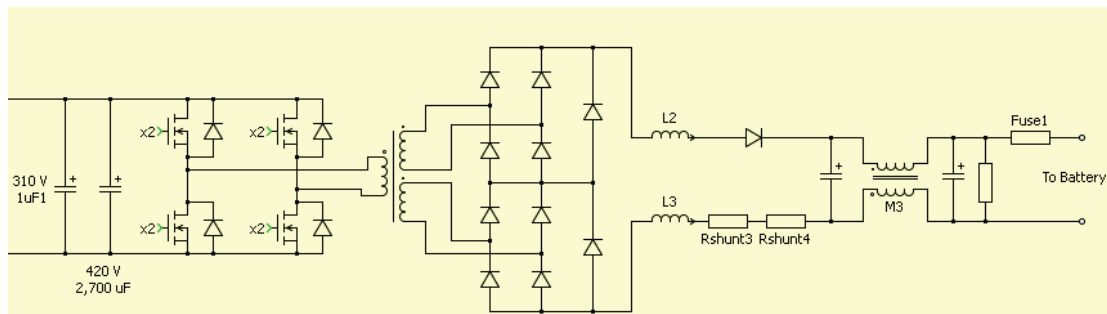 x2
x2
310 V
1uF1
x2
x2
420 V
2,700 uF
L2
L3
Rshunt3
Rshunt4
M3
Fuse1
To Battery